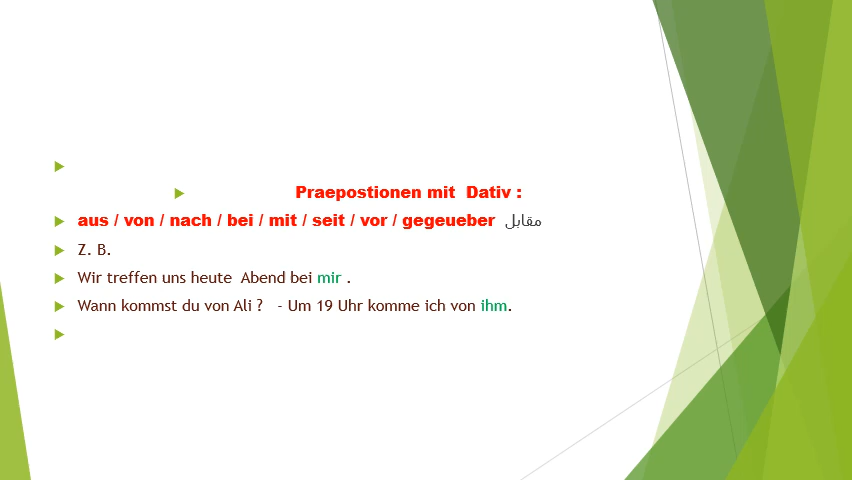 Praepostionen mit Dativ :
aus / von / nach / bei / mit / seit / vor / gegeueber مقابل
Z. B.
Wir treffen uns heute Abend bei mir .
Wann kommst du von Ali ? - Um 19 Uhr komme ich von ihm.